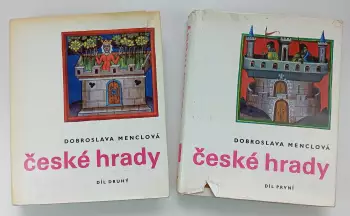 DOBROSLAVA MENCLOVÁ
české hrady
DÍL DRUHÝ
DOBROSLAVA MENCLOVÁ
české hrady
DÍL PRVNÍ